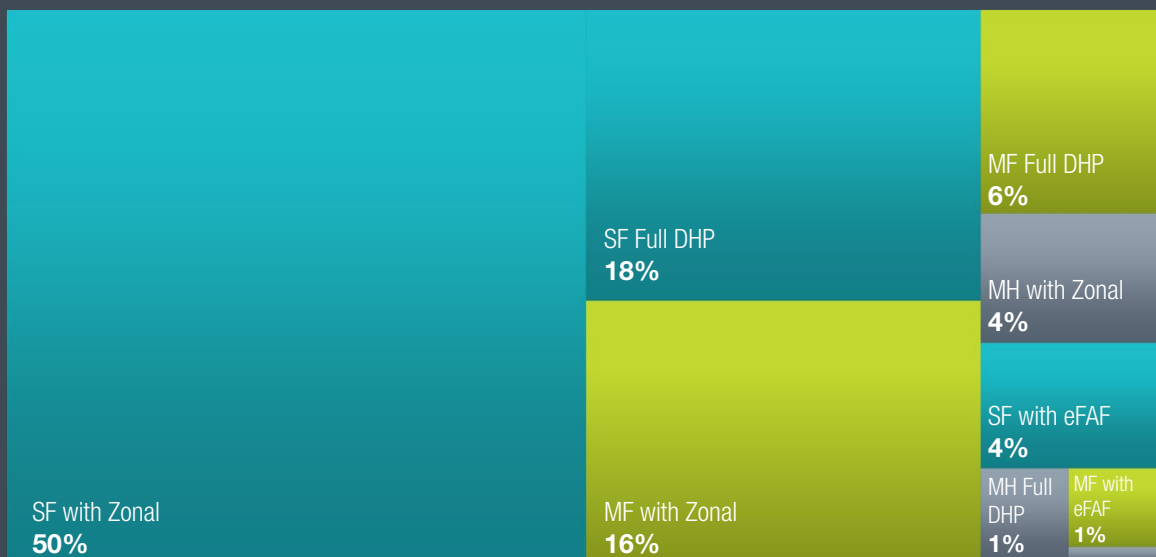 SF with Zonal
50%
SF Full DHP
18%
MF with Zonal
16%
MF Full DHP
6%
MH with Zonal
4%
SF with eFAF
4%
MH Full
DHP
1%
MF with
eFAF
1%